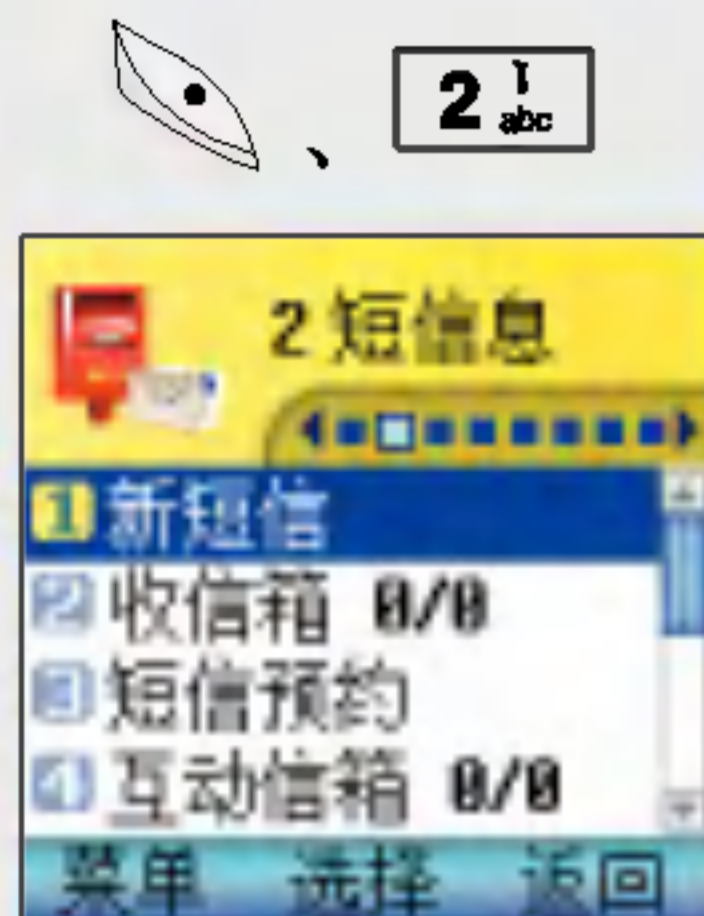 、 2 abc
2 短信息
1 新短信
2 收信箱 0/0
3 短信预约
4 互动信箱 0/0
菜单 选择 返回